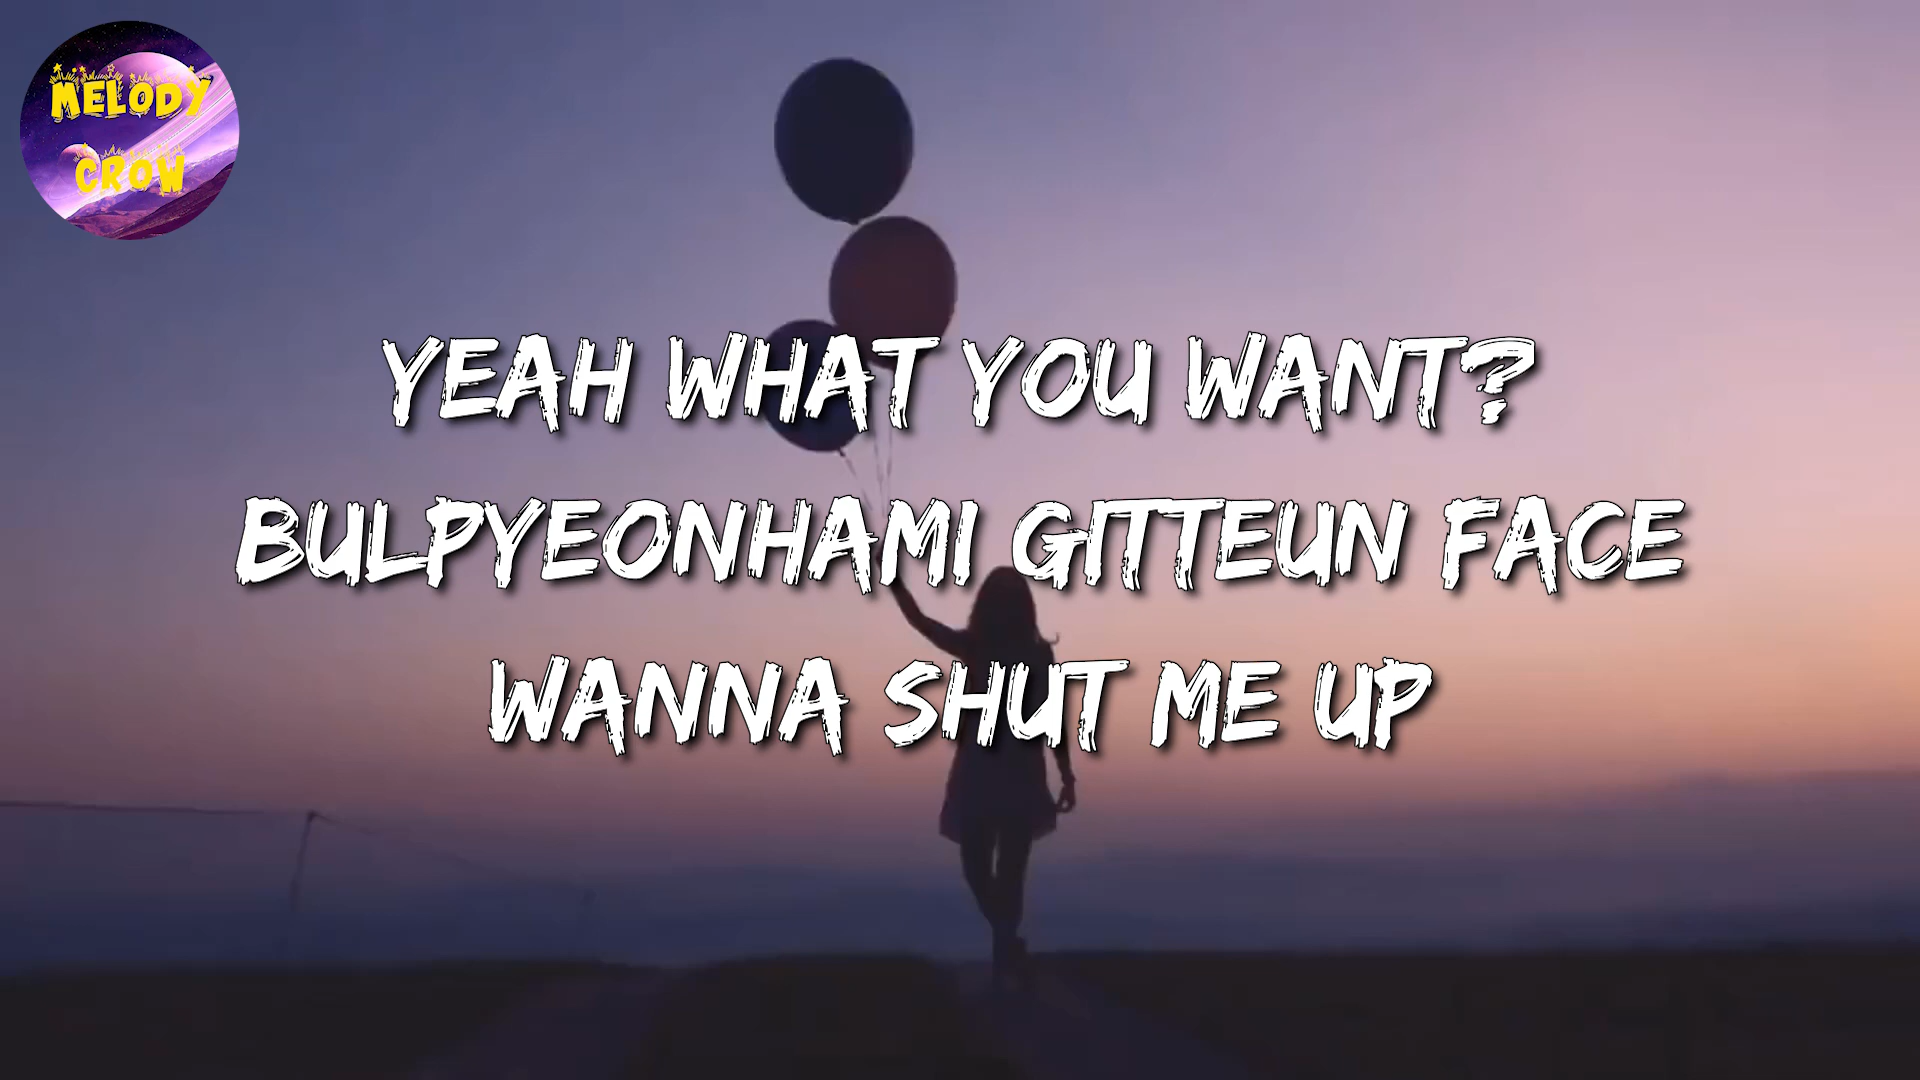 MELODY
CROW
YEAH WHAT YOU WANT?
BULPYEONHAMI GITTEUN FACE
WANNA SHUT ME UP